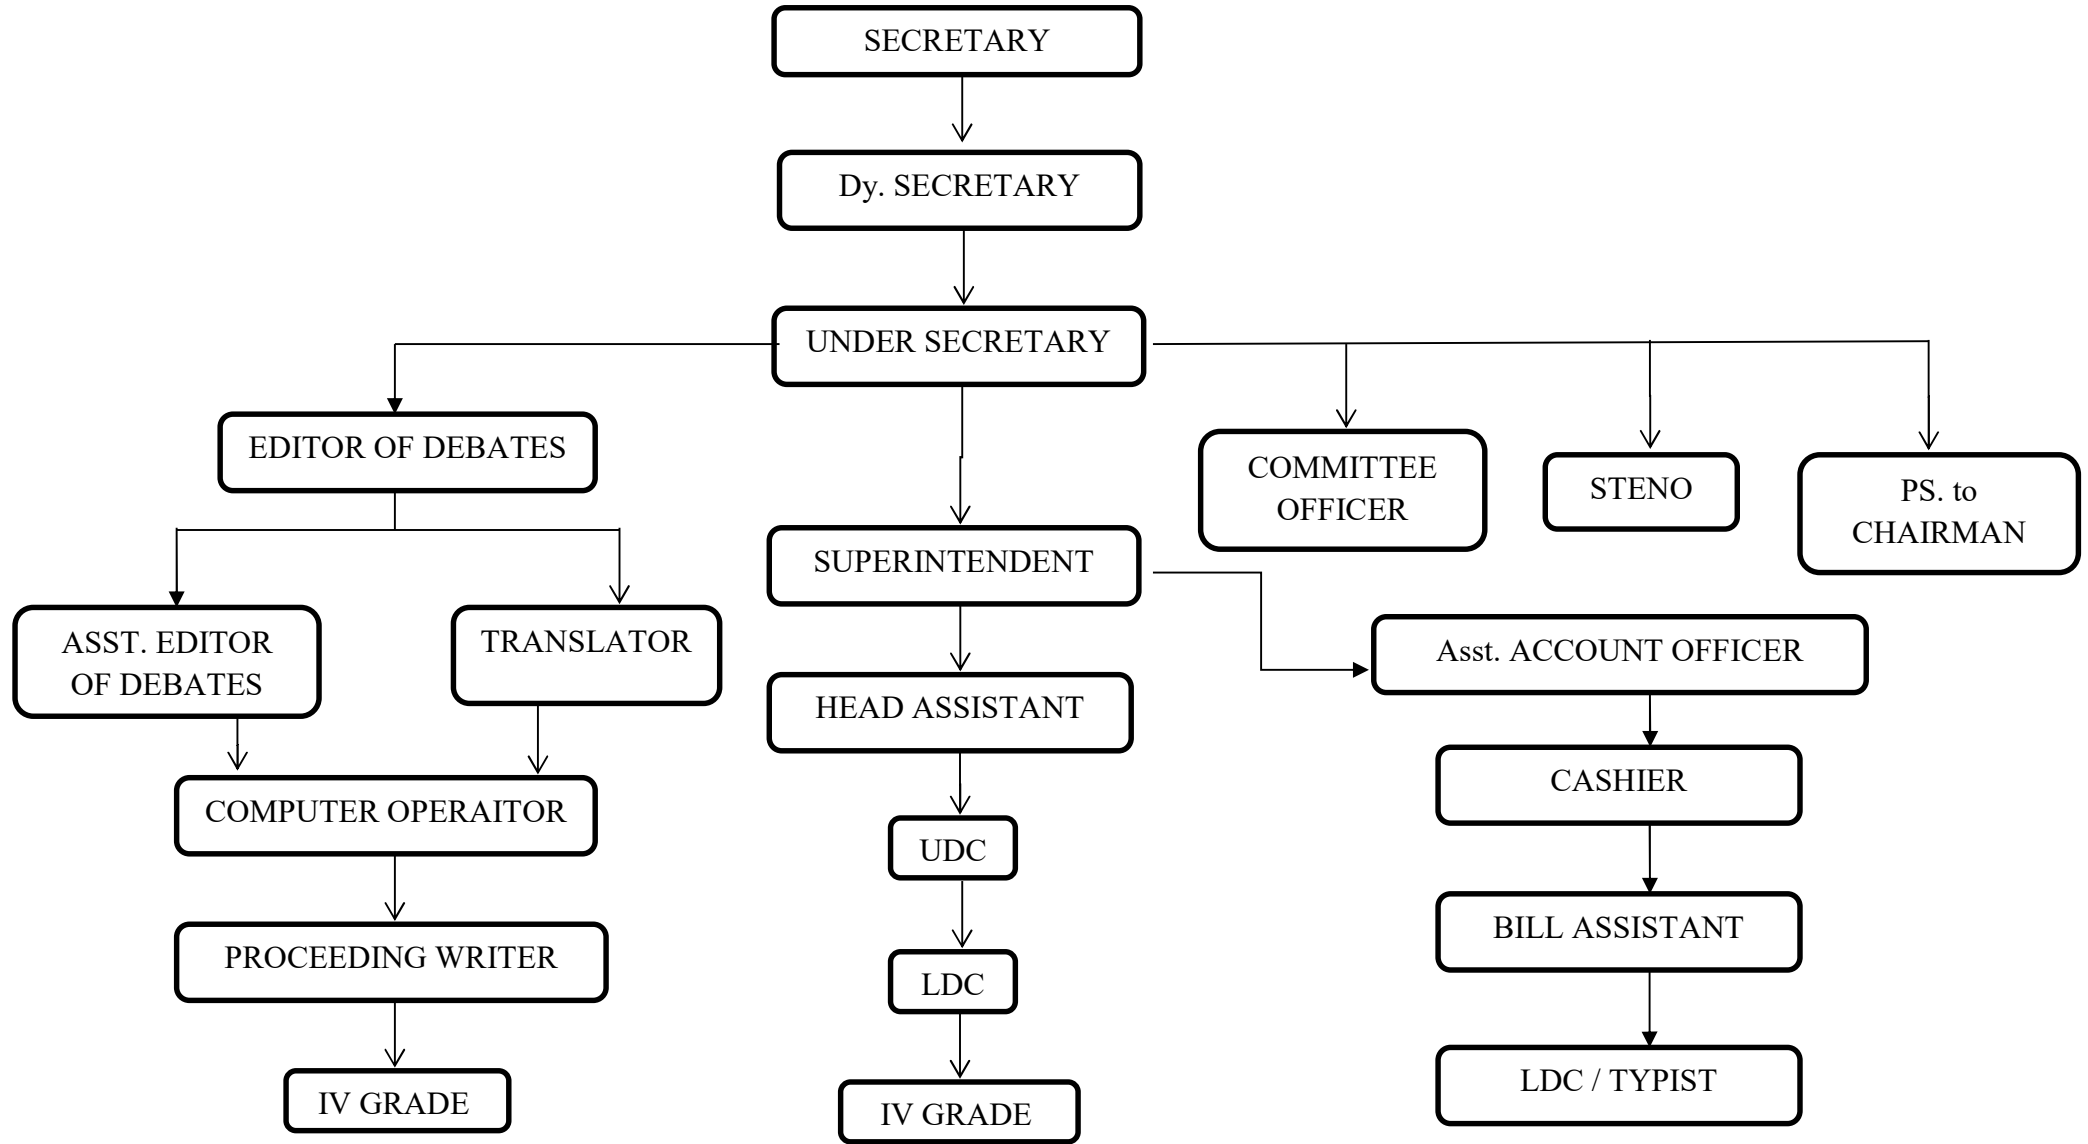 SECRETARY
Dy. SECRETARY
UNDER SECRETARY
EDITOR OF DEBATES
COMMITTEE
OFFICER
STENO
PS. to
CHAIRMAN
SUPERINTENDENT
ASST. EDITOR
OF DEBATES
TRANSLATOR
Asst. ACCOUNT OFFICER
HEAD ASSISTANT
COMPUTER OPERAITOR
CASHIER
UDC
PROCEEDING WRITER
BILL ASSISTANT
LDC
IV GRADE
IV GRADE
LDC / TYPIST